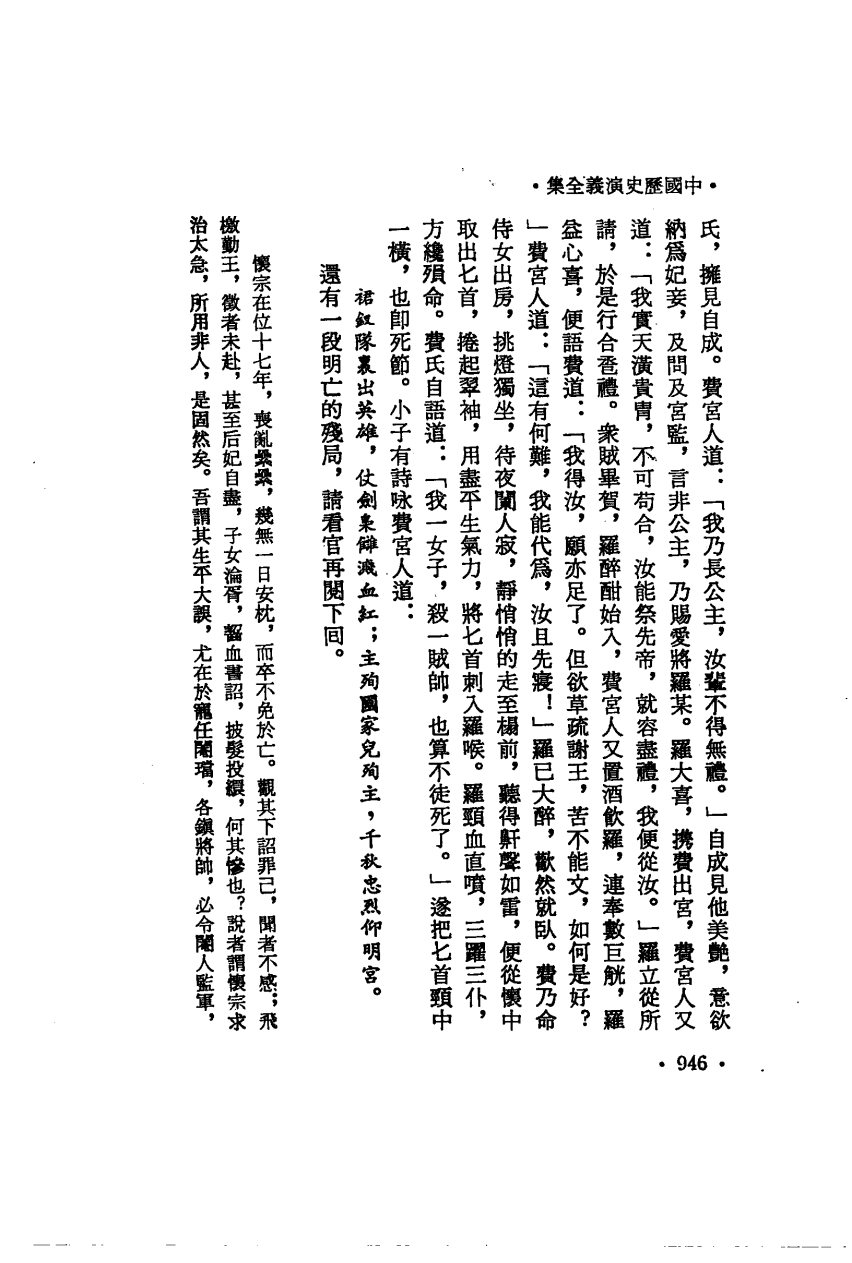 •中國歷史演義全集•
氏，擁見自成。費宮人道：「我乃長公主，汝輩不得無禮。」自成見他美艷，意欲
納爲妃妾，及問及宮監，言非公主，乃賜愛將羅某。羅大喜，携費出宮，費宮人又
道：「我實天潢貴胄，不可苟合，汝能祭先帝，就容盡禮，我便從汝。」羅立從所
請，於是行合巹禮。衆賊畢賀，羅醉酣始入，費宮人又置酒飲羅，連奉數巨觥，羅
益心喜，便語費道：「我得汝，願亦足了。但欲草疏謝王，苦不能文，如何是好？
」費宮人道：「這有何難，我能代爲，汝且先寢！」羅已大醉，歡然就臥。費乃命
侍女出房，挑燈獨坐，待夜闌人寂，靜悄悄的走至榻前，聽得鼾聲如雷，便從懷中
取出匕首，捲起翠袖，用盡平生氣力，將匕首刺入羅喉。羅頸血直噴，三躍三仆，
方纔殞命。費氏自語道：「我一女子，殺一賊帥，也算不徒死了。」遂把匕首頸中
一橫，也卽死節。小子有詩咏費宮人道：
裙釵隊裏出英雄，仗劍梟讎濺血紅；主殉國家兒殉主，千秋忠烈仰明宮。
還有一段明亡的殘局，請看官再閱下回。
懷宗在位十七年，喪亂纍纍，幾無一日安枕，而卒不免於亡。觀其下詔罪己，聞者不感；飛
檄勤王，徵者未赴，甚至后妃自盡，子女淪胥，齧血書詔，披髮投繯，何其慘也？說者謂懷宗求
治太急，所用非人，是固然矣。吾謂其生平大誤，尤在於寵任閹璫，各鎭將帥，必令閹人監軍，
•946•